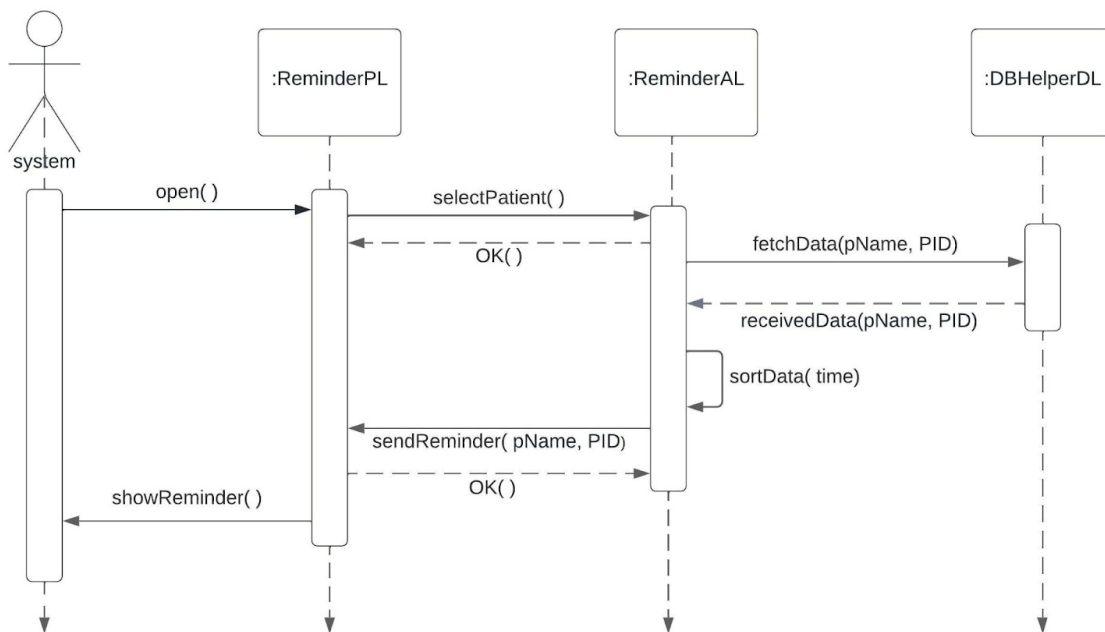 :ReminderPL
:ReminderAL
:DBHelperDL
system
open( )
selectPatient( )
OK( )
fetchData(pName, PID)
receivedData(pName, PID)
sortData( time)
sendReminder( pName, PID)
OK( )
showReminder( )